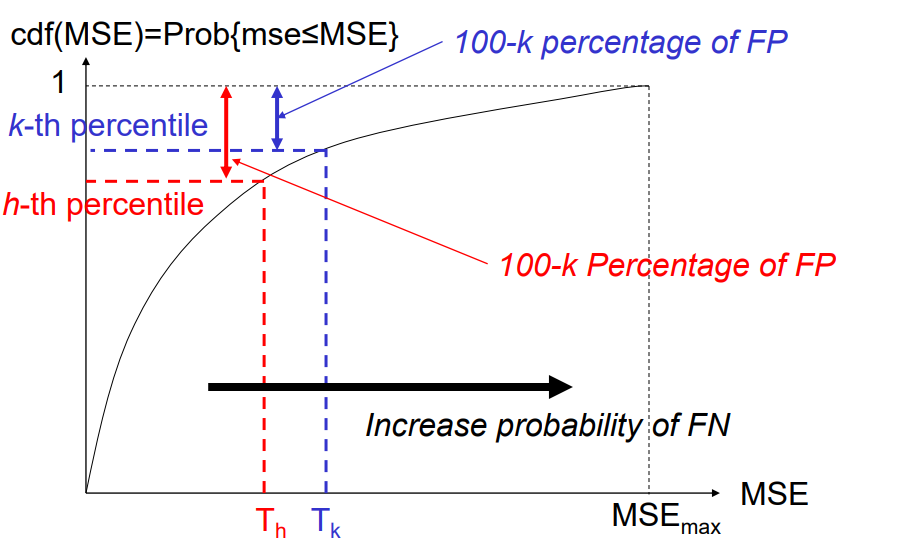 cdf(MSE)=Prob{mse≤MSE}
100-k percentage of FP
1
k-th percentile
h-th percentile
100-k Percentage of FP
Increase probability of FN
MSE
Th
Tk
MSEmax